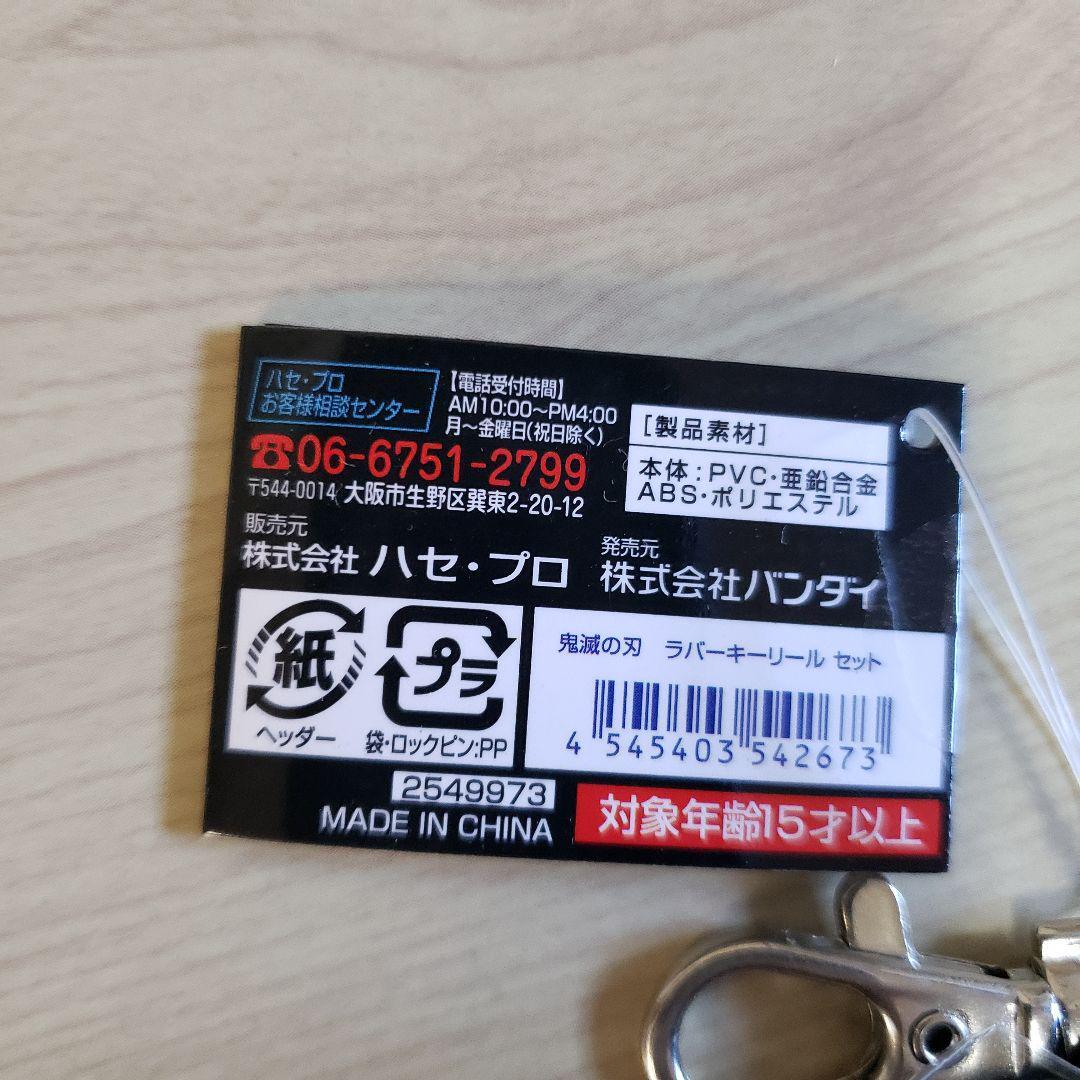 ハセ・プロ
お客様相談センター
【電話受付時間】
AM10:00〜PM4:00
月〜金曜日(祝日除く)
☎06-6751-2799
〒544-0014 大阪市生野区巽東2-20-12
[製品素材]
本体:PVC・亜鉛合金
ABS・ポリエステル
販売元
株式会社 ハセ・プロ
発売元
株式会社バンダイ
紙
ヘッダー
プラ
袋・ロックピン:PP
鬼滅の刃 ラバーキーリール セット
4 545403 542673
2549973
MADE IN CHINA
対象年齢15才以上